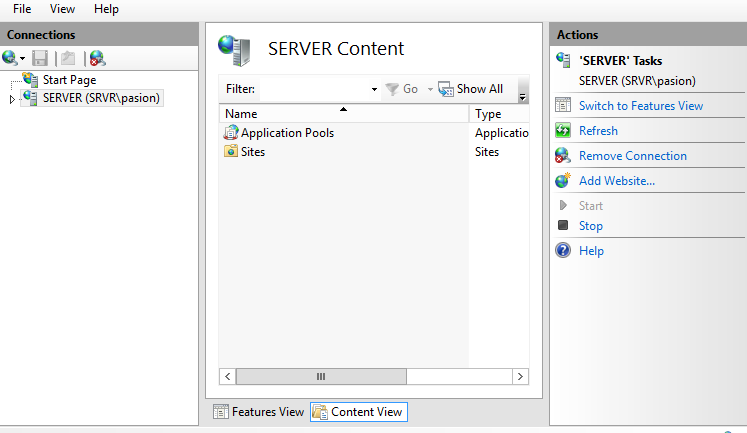 File View Help
Connections
Start Page
SERVER (SRVR\pasion)
SERVER Content
Filter: Go Show All
Name Type
Application Pools Applicatio
Sites Sites
Features View Content View
Actions
'SERVER' Tasks
SERVER (SRVR\pasion)
Switch to Features View
Refresh
Remove Connection
Add Website...
Start
Stop
Help